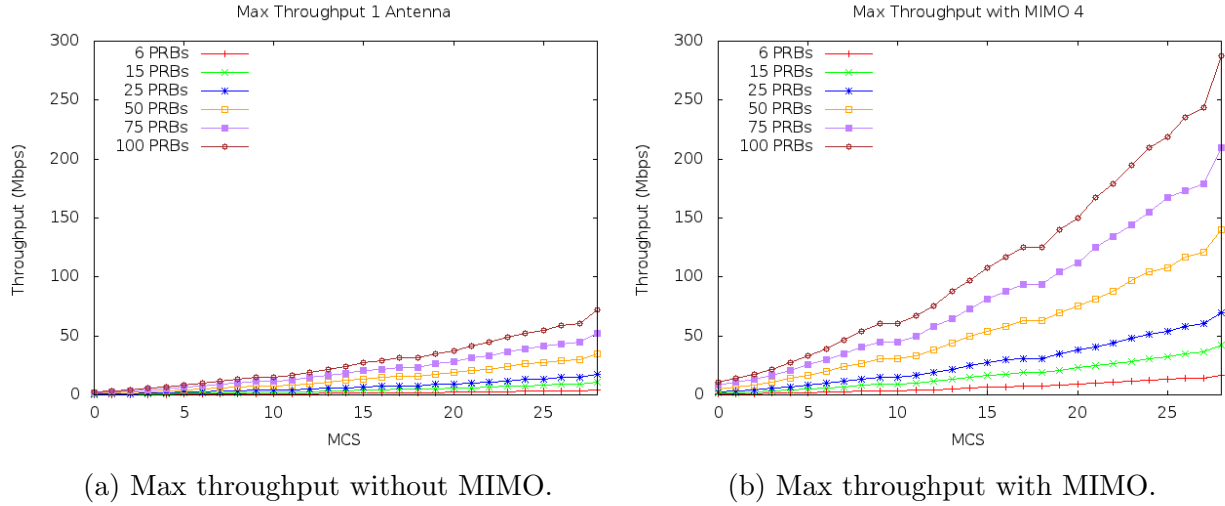 Max Throughput 1 Antenna
300
250
200
150
100
50
0
Throughput (Mbps)
6 PRBs
15 PRBs
25 PRBs
50 PRBs
75 PRBs
100 PRBs
0 5 10 15 20 25
MCS
(a) Max throughput without MIMO.
Max Throughput with MIMO 4
300
250
200
150
100
50
0
Throughput (Mbps)
6 PRBs
15 PRBs
25 PRBs
50 PRBs
75 PRBs
100 PRBs
0 5 10 15 20 25
MCS
(b) Max throughput with MIMO.